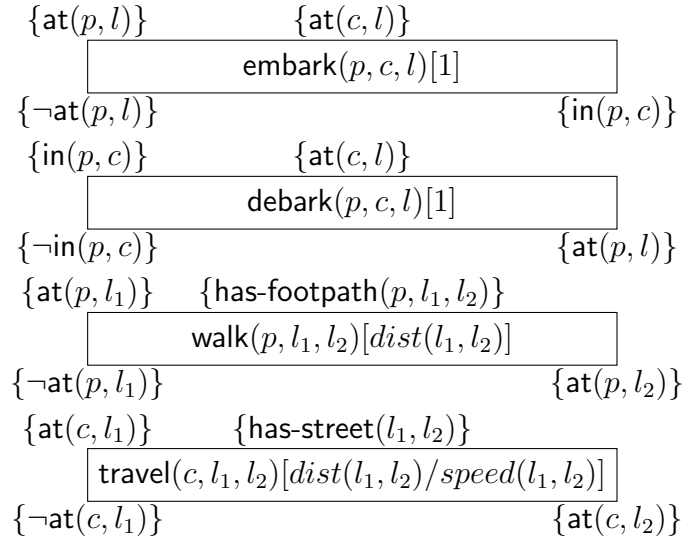 {at(p, l)} {at(c, l)}
embark(p, c, l)[1]
{¬at(p, l)} {in(p, c)}
{in(p, c)} {at(c, l)}
debark(p, c, l)[1]
{¬in(p, c)} {at(p, l)}
{at(p, l₁)} {has-footpath(p, l₁, l₂)}
walk(p, l₁, l₂)[dist(l₁, l₂)]
{¬at(p, l₁)} {at(p, l₂)}
{at(c, l₁)} {has-street(l₁, l₂)}
travel(c, l₁, l₂)[dist(l₁, l₂)/speed(l₁, l₂)]
{¬at(c, l₁)} {at(c, l₂)}